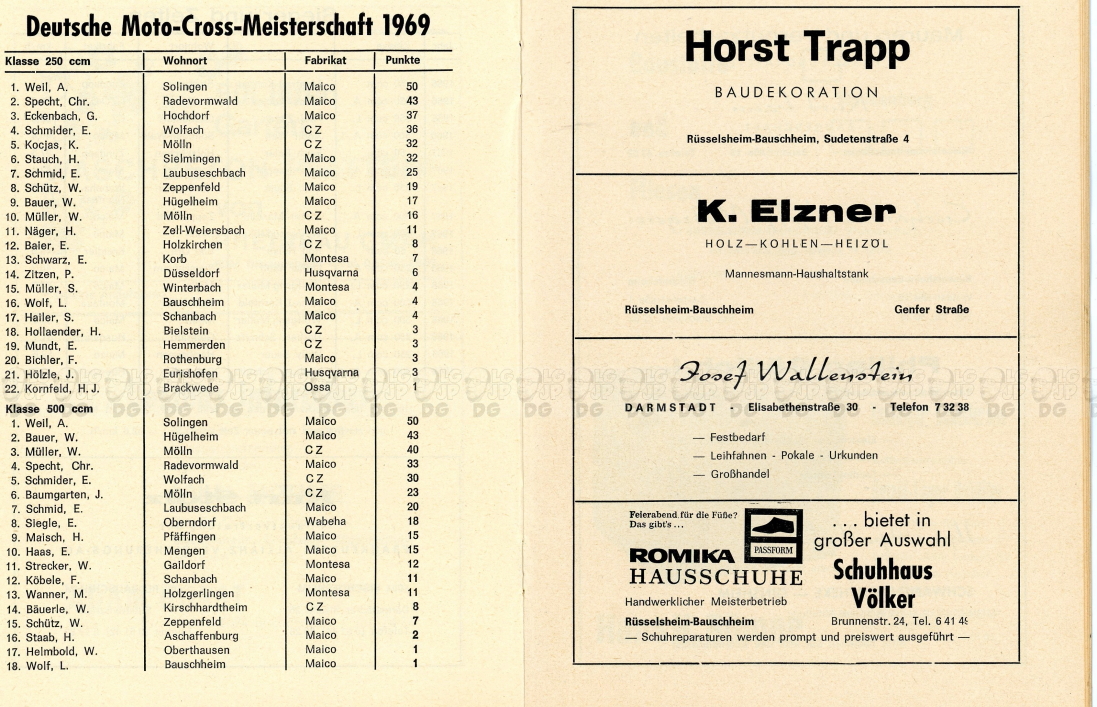 Deutsche Moto-Cross-Meisterschaft 1969
Klasse 250 ccm Wohnort Fabrikat Punkte
1. Weil, A. Solingen Maico 50
2. Specht, Chr. Radevormwald Maico 43
3. Eckenbach, G. Hochdorf Maico 37
4. Schmider, E. Wolfach C Z 36
5. Kocjas, K. Mölln C Z 32
6. Stauch, H. Sielmingen Maico 32
7. Schmid, E. Laubuseschbach Maico 25
8. Schütz, W. Zeppenfeld Maico 19
9. Bauer, W. Hügelheim Maico 17
10. Müller, W. Mölln C Z 16
11. Näger, H. Zell-Weiersbach Maico 11
12. Baier, E. Holzkirchen C Z 8
13. Schwarz, E. Korb Montesa 7
14. Zitzen, P. Düsseldorf Husqvarna 6
15. Müller, S. Winterbach Montesa 4
16. Wolf, L. Bauschheim Maico 4
17. Hailer, S. Schanbach Maico 4
18. Hollaender, H. Bielstein C Z 3
19. Mundt, E. Hemmerden C Z 3
20. Bichler, F. Rothenburg Maico 3
21. Hölzle, J. Eurishofen Husqvarna 3
22. Kornfeld, H.J. Brackwede Ossa 1
Klasse 500 ccm
1. Weil, A. Solingen Maico 50
2. Bauer, W. Hügelheim Maico 43
3. Müller, W. Mölln C Z 40
4. Specht, Chr. Radevormwald Maico 33
5. Schmider, E. Wolfach C Z 30
6. Baumgarten, J. Mölln C Z 23
7. Schmid, E. Laubuseschbach Maico 20
8. Siegle, E. Oberndorf Wabeha 18
9. Maisch, H. Pfäffingen Maico 15
10. Haas, E. Mengen Maico 15
11. Strecker, W. Gaildorf Montesa 12
12. Köbele, F. Schanbach Maico 11
13. Wanner, M. Holzgerlingen Montesa 11
14. Bäuerle, W. Kirschhardtheim C Z 8
15. Schütz, W. Zeppenfeld Maico 7
16. Staab, H. Aschaffenburg Maico 2
17. Helmbold, W. Oberthausen Maico 1
18. Wolf, L. Bauschheim Maico 1
Horst Trapp
BAUDEKORATION
Rüsselsheim-Bauschheim, Sudetenstraße 4
K. Elzner
HOLZ—KOHLEN—HEIZÖL
Mannesmann-Haushaltstank
Rüsselsheim-Bauschheim Genfer Straße
Josef Wallenstein
DARMSTADT - Elisabethenstraße 30 - Telefon 7 32 38
— Festbedarf
— Leihfahnen - Pokale - Urkunden
— Großhandel
Feierabend für die Füße?
Das gibt's ...
PASSFORM
ROMIKA
HAUSSCHUHE
... bietet in
großer Auswahl
Schuhhaus
Völker
Handwerklicher Meisterbetrieb
Rüsselsheim-Bauschheim Brunnenstr. 24, Tel. 6 41 49
— Schuhreparaturen werden prompt und preiswert ausgeführt —